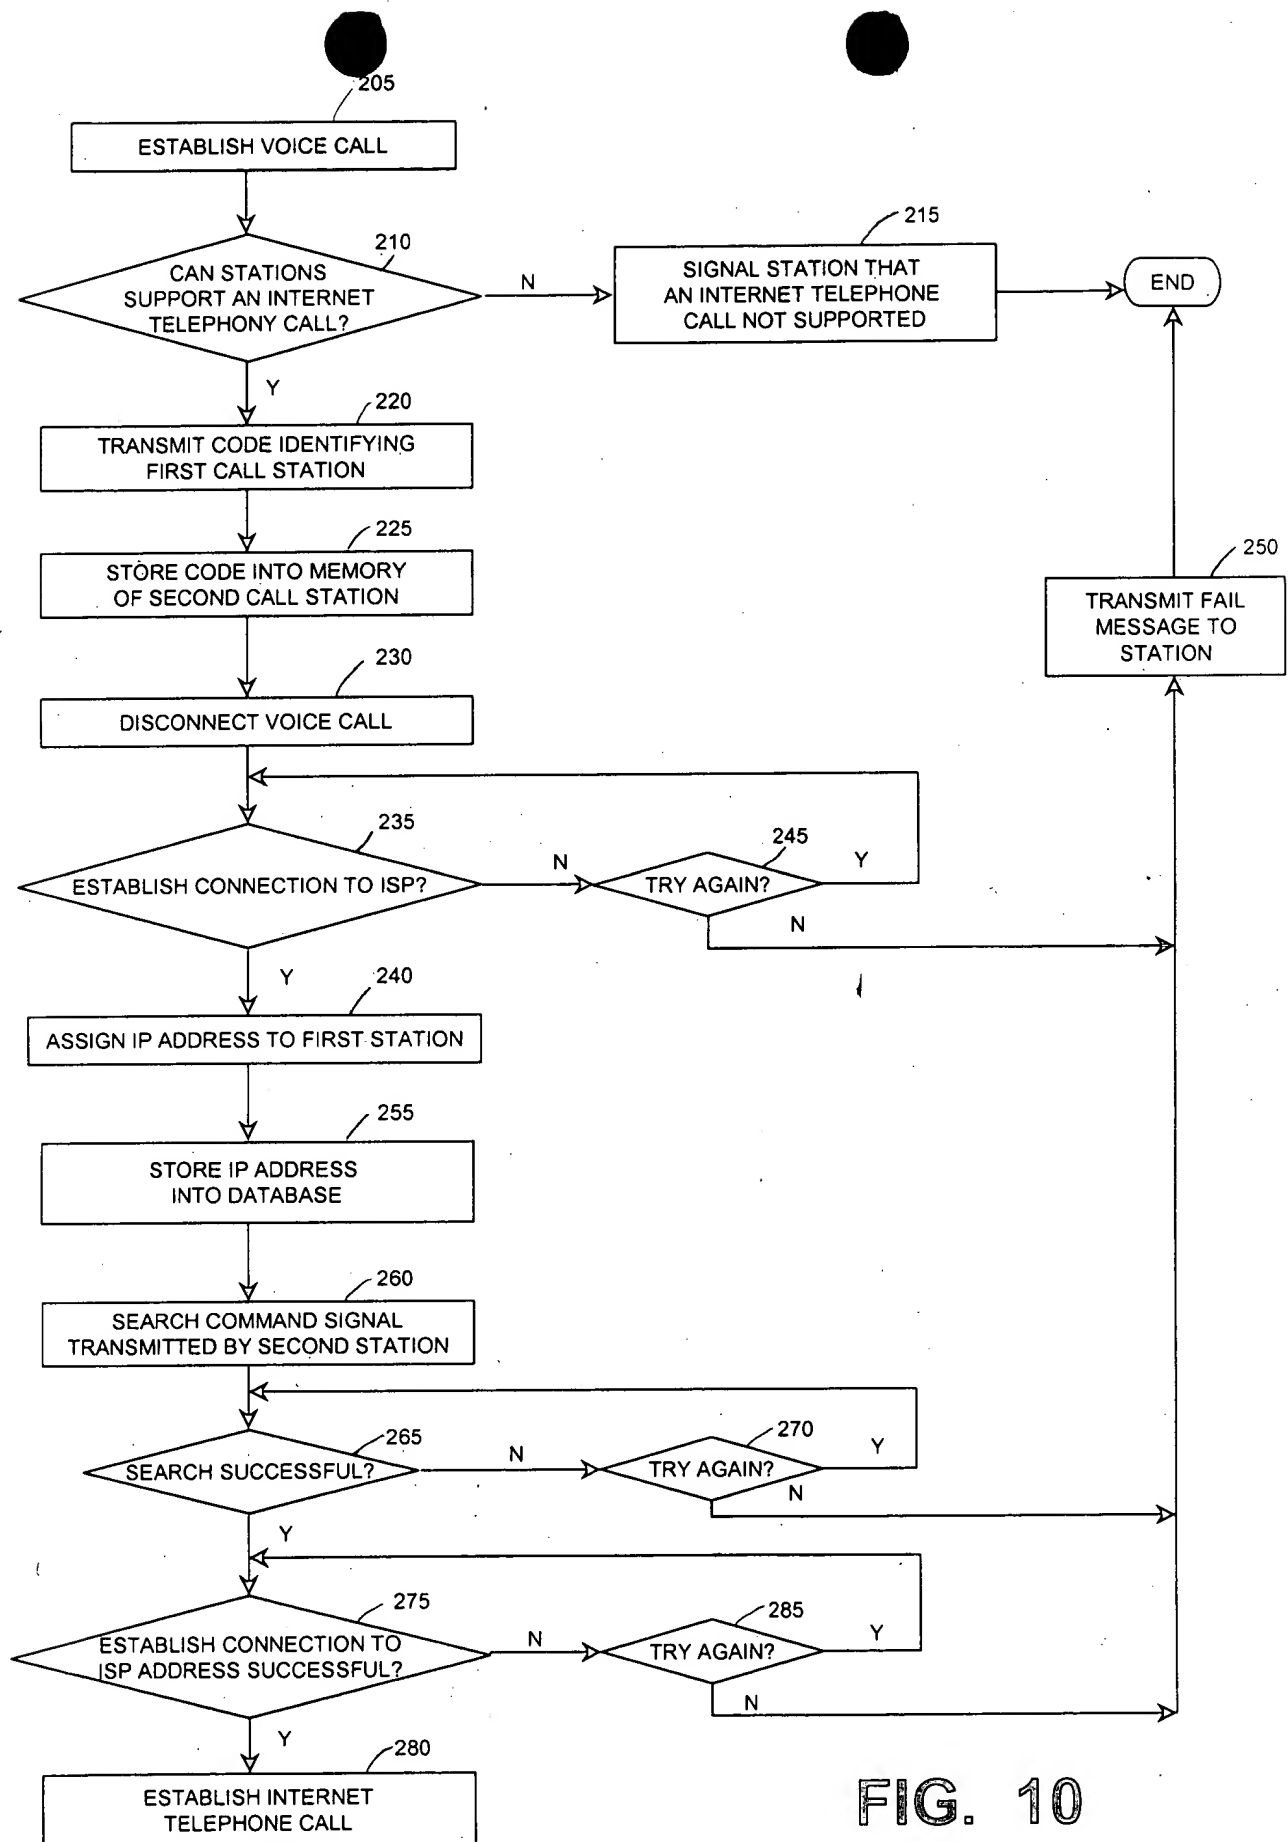 205
ESTABLISH VOICE CALL
210
CAN STATIONS
SUPPORT AN INTERNET
TELEPHONY CALL?
N
215
SIGNAL STATION THAT
AN INTERNET TELEPHONE
CALL NOT SUPPORTED
END
Y
220
TRANSMIT CODE IDENTIFYING
FIRST CALL STATION
225
STORE CODE INTO MEMORY
OF SECOND CALL STATION
250
TRANSMIT FAIL
MESSAGE TO
STATION
230
DISCONNECT VOICE CALL
235
ESTABLISH CONNECTION TO ISP?
N
245
TRY AGAIN?
Y
N
Y
240
ASSIGN IP ADDRESS TO FIRST STATION
255
STORE IP ADDRESS
INTO DATABASE
260
SEARCH COMMAND SIGNAL
TRANSMITTED BY SECOND STATION
265
SEARCH SUCCESSFUL?
N
270
TRY AGAIN?
Y
N
Y
275
ESTABLISH CONNECTION TO
ISP ADDRESS SUCCESSFUL?
N
285
TRY AGAIN?
Y
N
Y
280
ESTABLISH INTERNET
TELEPHONE CALL
FIG. 10